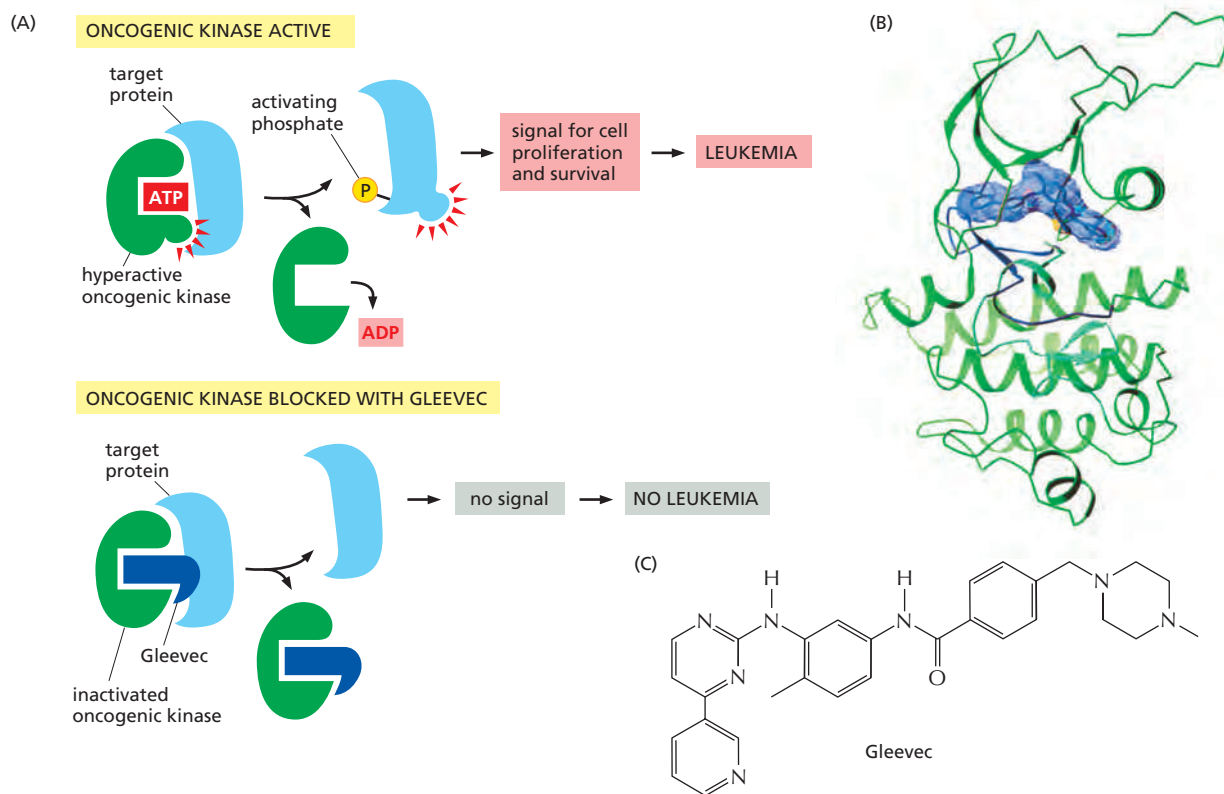 (A)
ONCOGENIC KINASE ACTIVE
target
protein
activating
phosphate
ATP
P
signal for cell
proliferation
and survival
LEUKEMIA
hyperactive
oncogenic kinase
ADP
ONCOGENIC KINASE BLOCKED WITH GLEEVEC
target
protein
no signal
NO LEUKEMIA
Gleevec
inactivated
oncogenic kinase
(B)
(C)
H
H
N
N
N
N
N
N
O
N
Gleevec